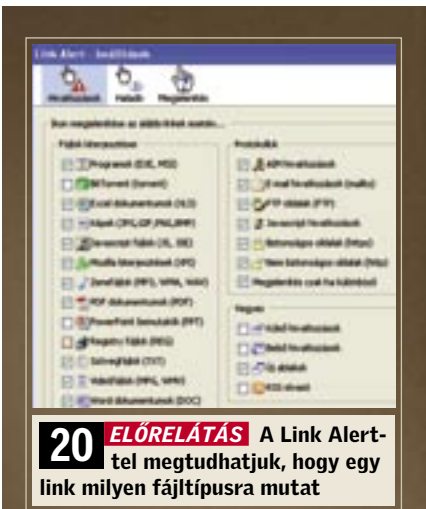 Link Alert - beállítások
Hivatkozások Haladó Megjelenítés
Ikon megjelenítése az alábbi linkek esetén...
Fájlok kiterjesztései
Programok (EXE, MSI)
BitTorrent (torrent)
Excel dokumentumok (XLS)
Képek (JPG, GIF, PNG, BMP)
Javascript fájlok (JS, JSE)
Mozilla kiterjesztések (XPI)
Zenefájlok (MP3, WMA, WAV)
PDF dokumentumok (PDF)
PowerPoint bemutatók (PPT)
Registry fájlok (REG)
Szövegfájlok (TXT)
Videófájlok (MPG, WMV)
Word dokumentumok (DOC)
Protokollok
AIM hivatkozások
E-mail hivatkozások (mailto)
FTP oldalak (FTP)
Javascript hivatkozások
Biztonságos oldalak (https)
Nem biztonságos oldalak (http)
Megjelenítés csak ha különböző
Vegyes
Külső hivatkozások
Belső hivatkozások
Új ablakok
RSS olvasó
20 ELŐRELÁTÁS A Link Alert-
tel megtudhatjuk, hogy egy
link milyen fájltípusra mutat